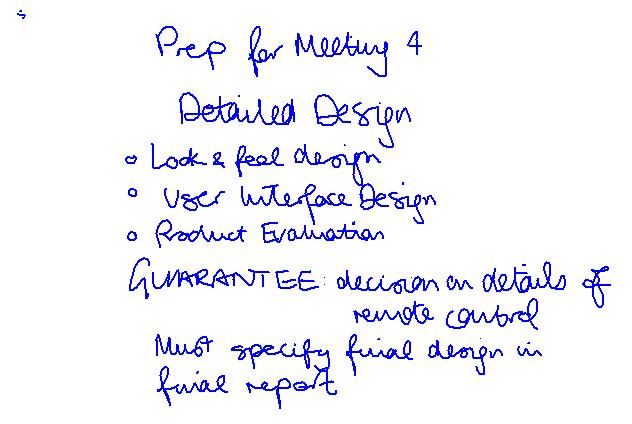 Prep for Meeting 4
Detailed Design
o Look & feel design
o User Interface Design
o Product Evaluation
GUARANTEE: decision on details of
remote control
Must specify final design in
final report